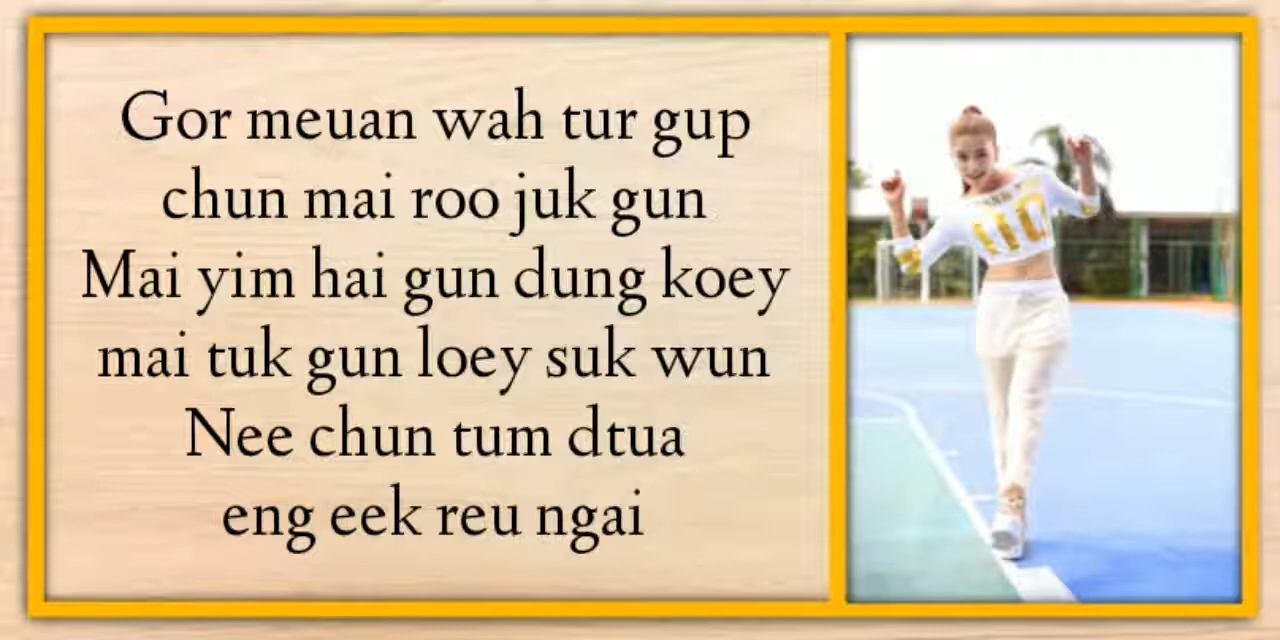 Gor meuan wah tur gup
chun mai roo juk gun
Mai yim hai gun dung koey
mai tuk gun loey suk wun
Nee chun tum dtua
eng eek reu ngai
110